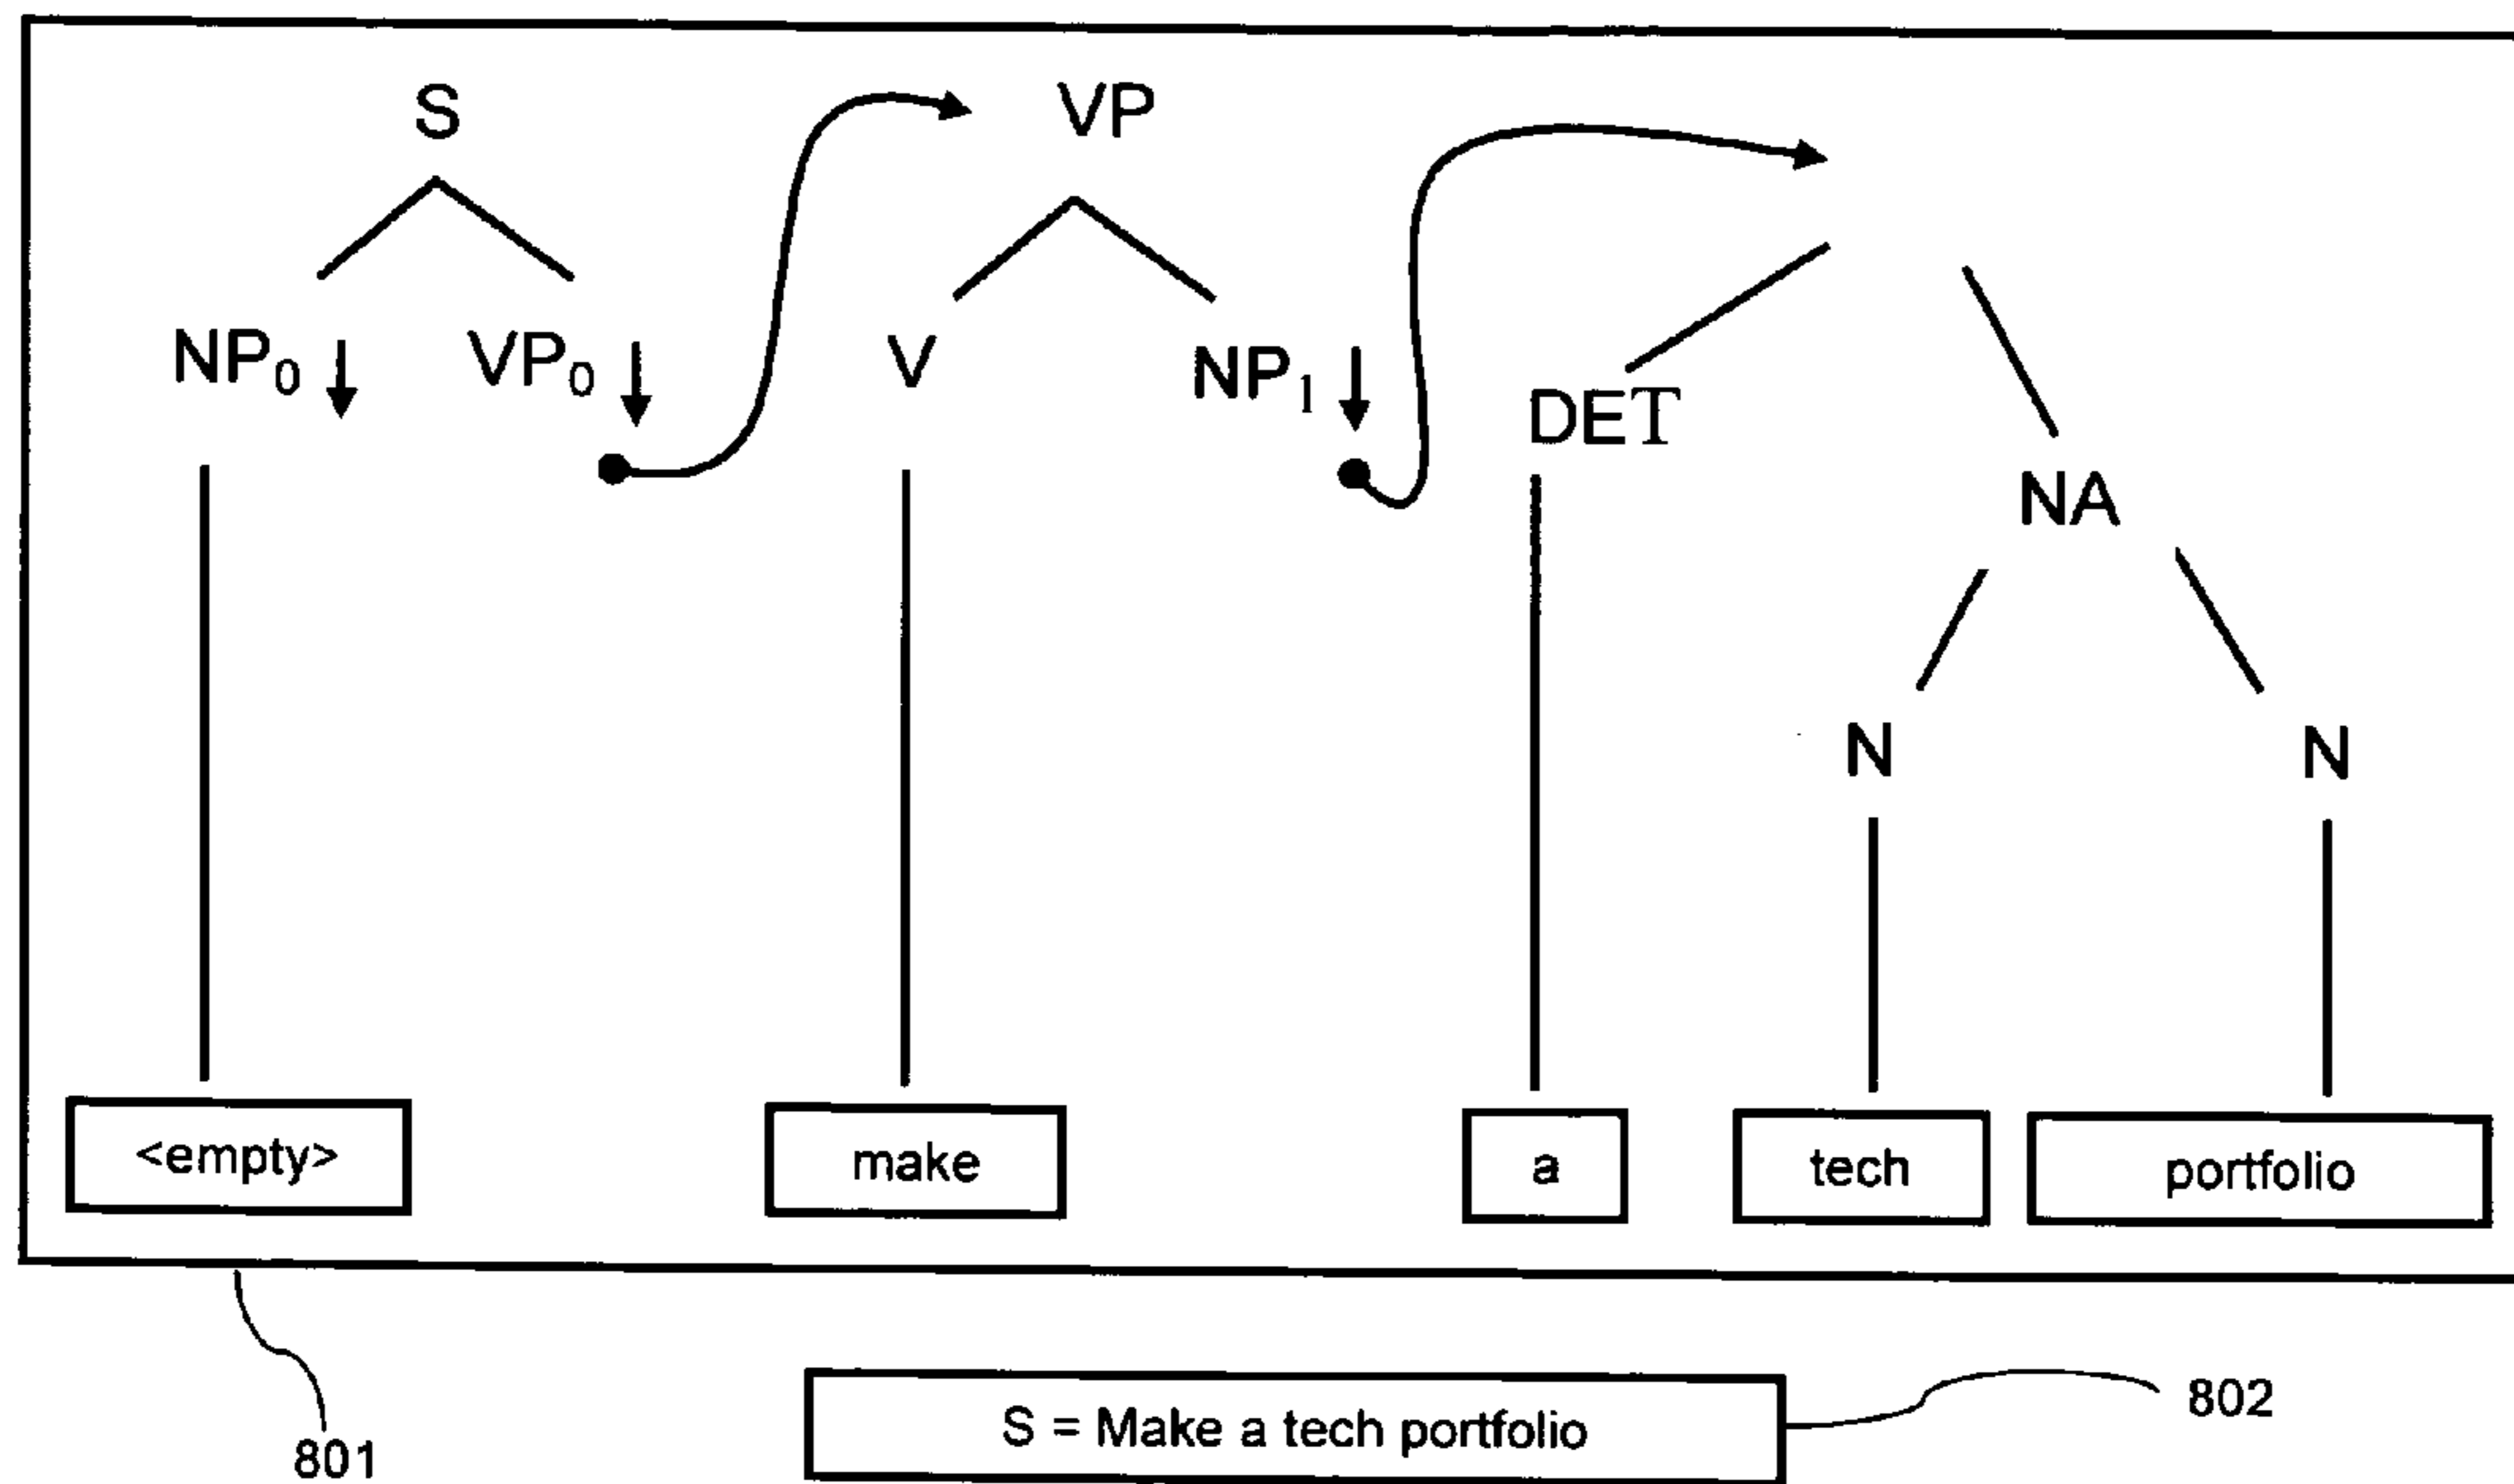 S VP
NP₀ ↓ VP₀ ↓ V NP₁ ↓ DET
NA
N N
<empty> make a tech portfolio
S = Make a tech portfolio 802
801